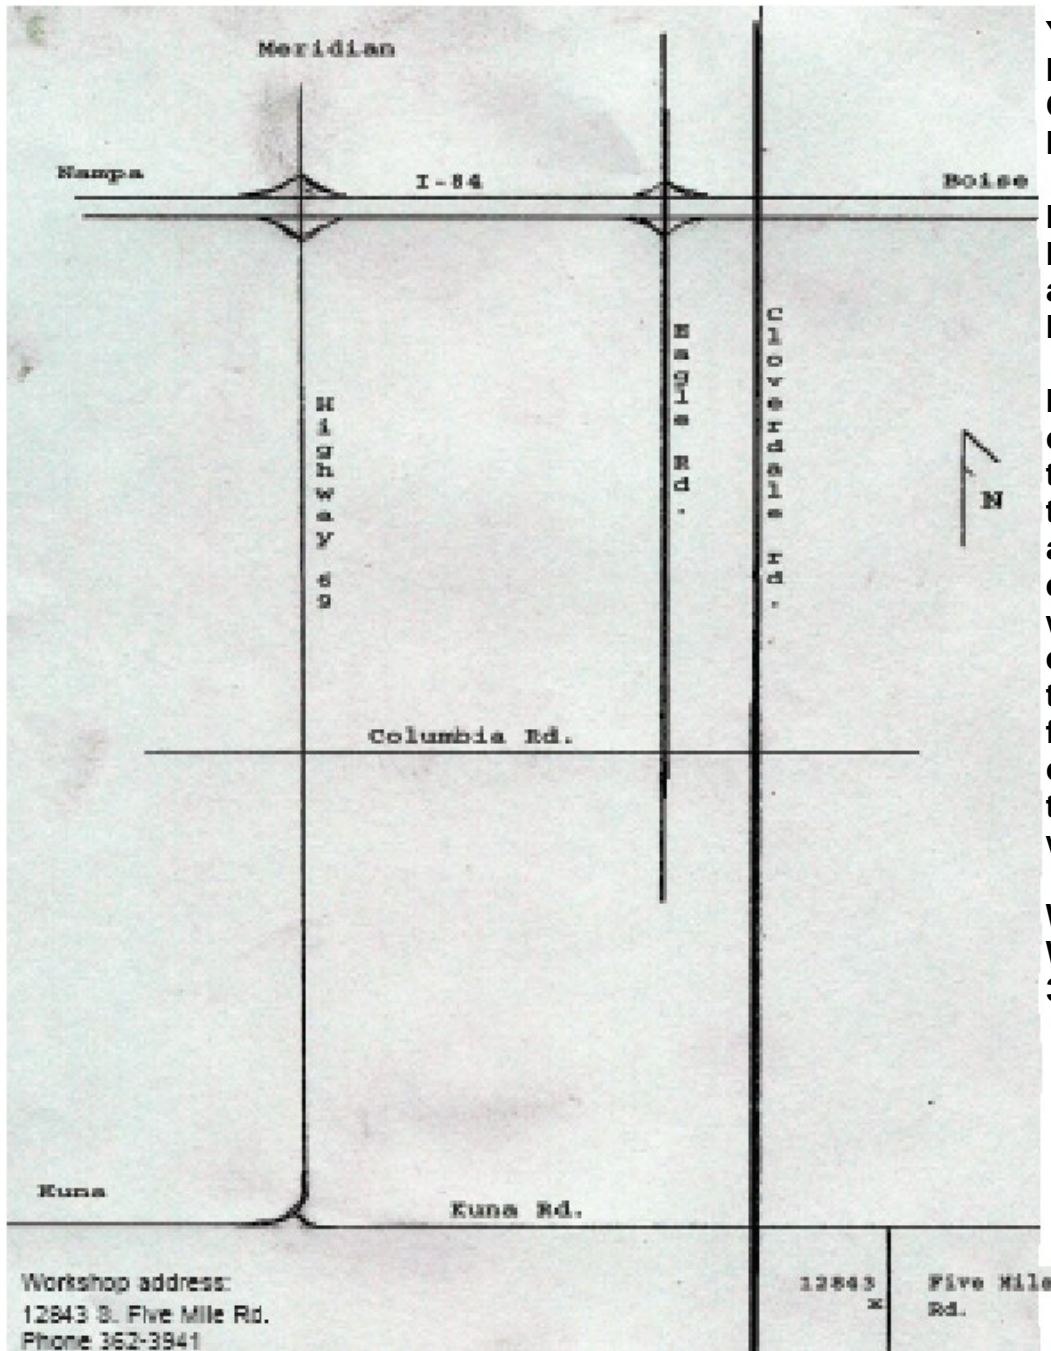 Meridian
Nampa
I-84
Boise
Eagle Rd.
Cloverdale rd.
Highway 69
N
Columbia Rd.
Kuna
Kuna Rd.
Workshop address:
12843 S. Five Mile Rd.
Phone 362-3941
12843
x
Five Mile
Rd.